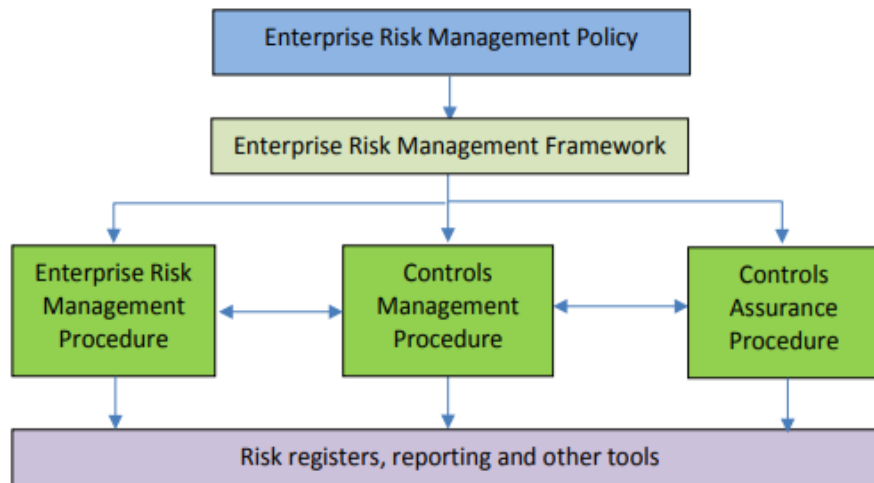 Enterprise Risk Management Policy
Enterprise Risk Management Framework
Enterprise Risk
Management
Procedure
Controls
Management
Procedure
Controls
Assurance
Procedure
Risk registers, reporting and other tools